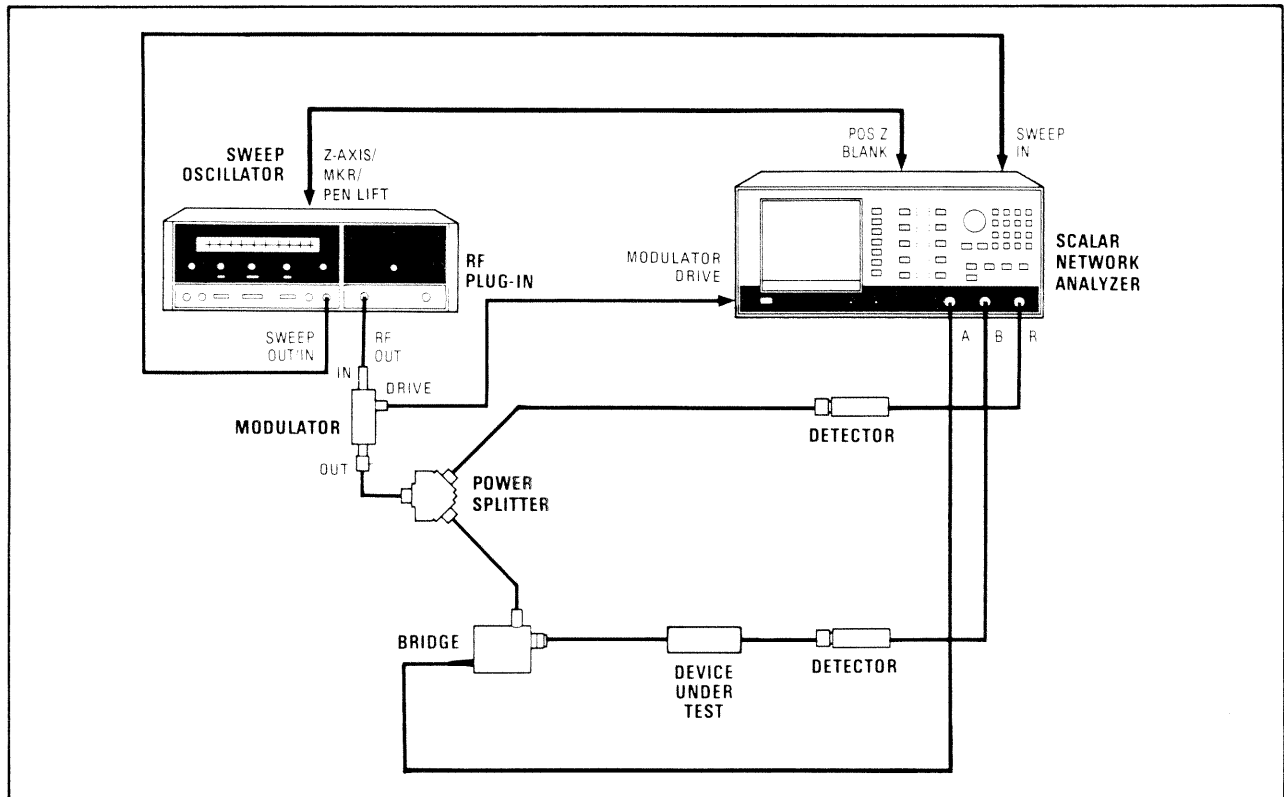 SWEEP
OSCILLATOR
Z-AXIS/
MKR/
PEN LIFT
POS Z
BLANK
SWEEP
IN
RF
PLUG-IN
MODULATOR
DRIVE
SCALAR
NETWORK
ANALYZER
SWEEP
OUT/IN
RF
OUT
A
B
R
IN
DRIVE
MODULATOR
OUT
POWER
SPLITTER
DETECTOR
BRIDGE
DEVICE
UNDER
TEST
DETECTOR